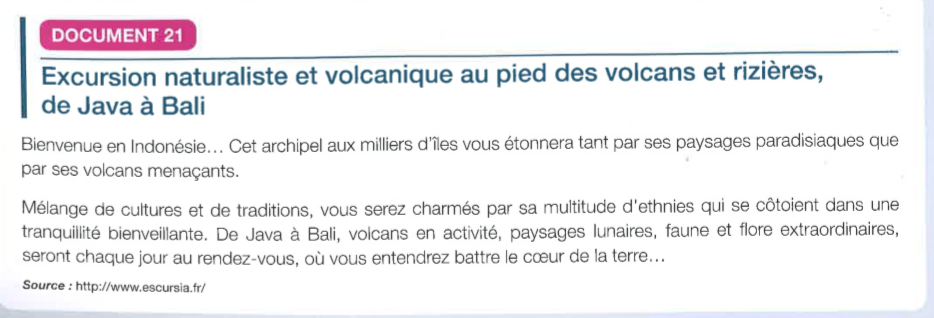 DOCUMENT 21
Excursion naturaliste et volcanique au pied des volcans et rizières,
de Java à Bali
Bienvenue en Indonésie... Cet archipel aux milliers d'îles vous étonnera tant par ses paysages paradisiaques que
par ses volcans menaçants.
Mélange de cultures et de traditions, vous serez charmés par sa multitude d'ethnies qui se côtoient dans une
tranquillité bienveillante. De Java à Bali, volcans en activité, paysages lunaires, faune et flore extraordinaires,
seront chaque jour au rendez-vous, où vous entendrez battre le cœur de la terre...
Source : http://www.escursia.fr/